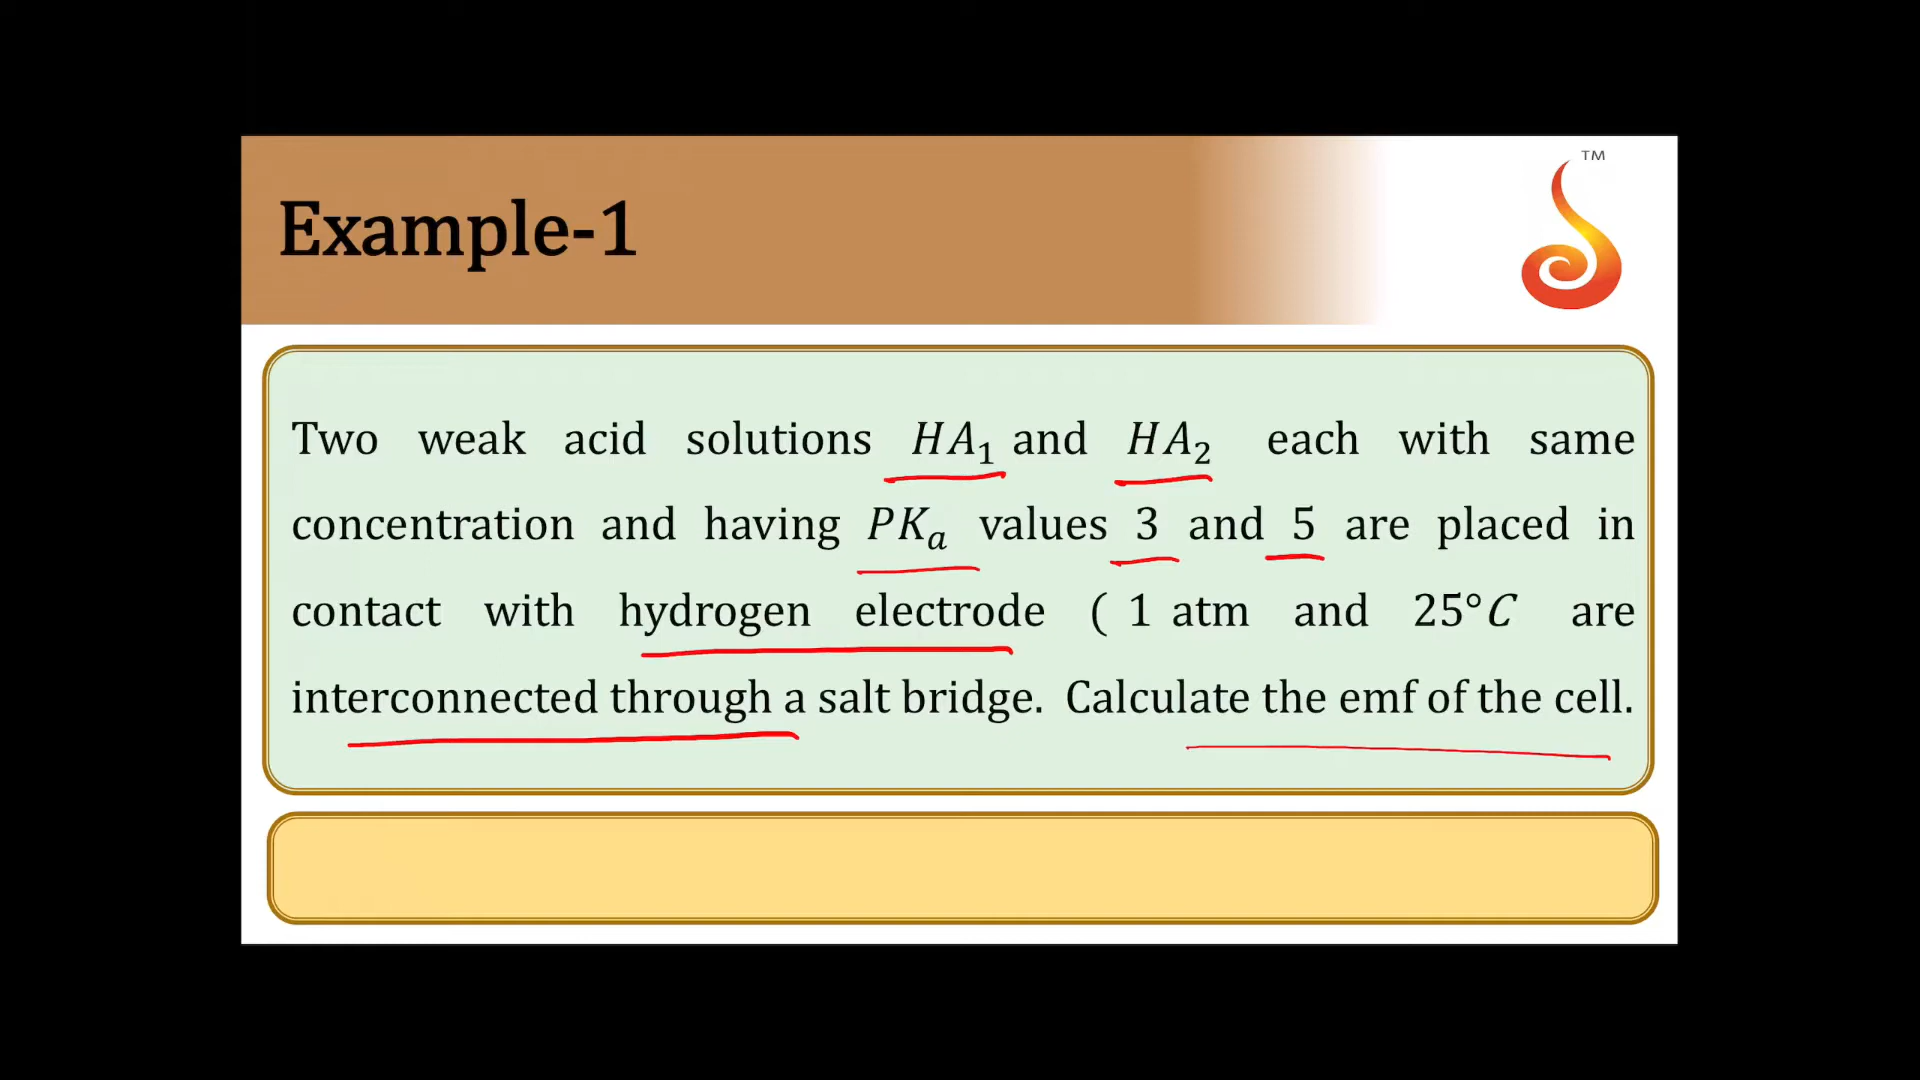 TM
Example-1
Two weak acid solutions HA₁ and HA₂ each with same
concentration and having PKₐ values 3 and 5 are placed in
contact with hydrogen electrode ( 1 atm and 25°C are
interconnected through a salt bridge. Calculate the emf of the cell.